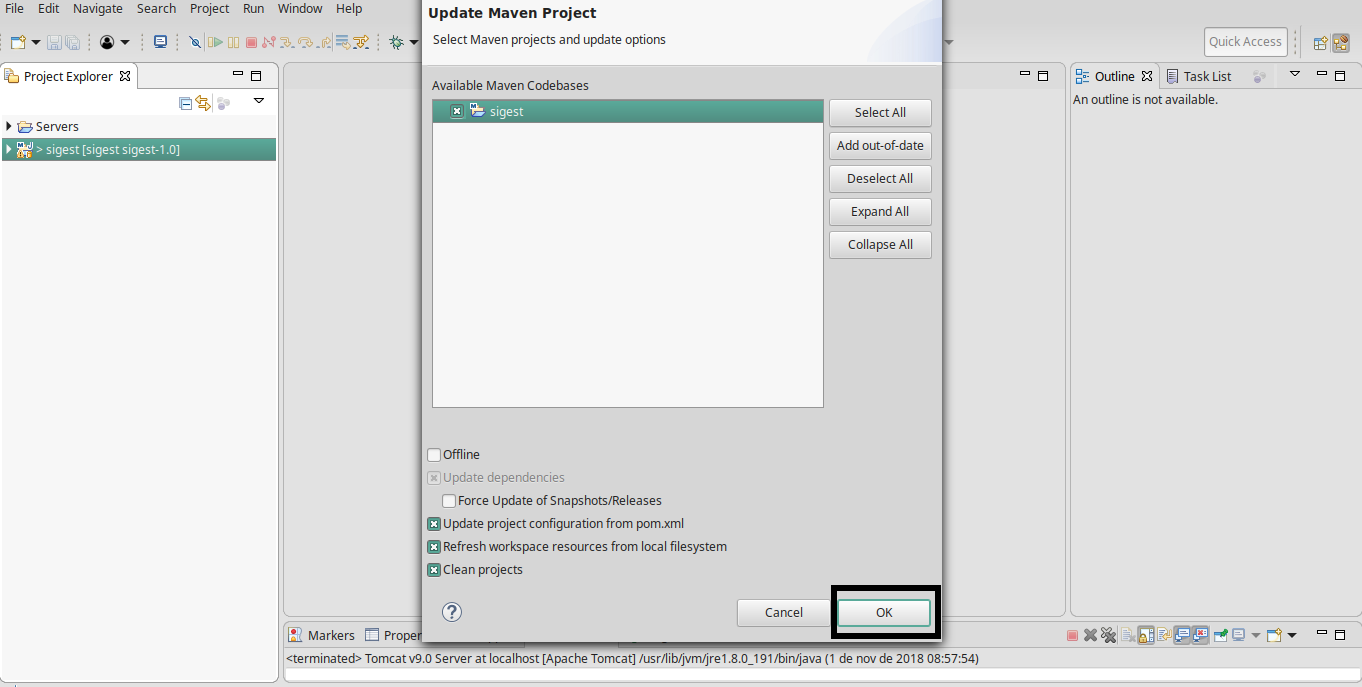 File Edit Navigate Search Project Run Window Help
Update Maven Project
Select Maven projects and update options
Quick Access
Project Explorer
Outline
Task List
An outline is not available.
Servers
> sigest [sigest sigest-1.0]
Available Maven Codebases
sigest
Select All
Add out-of-date
Deselect All
Expand All
Collapse All
Offline
Update dependencies
Force Update of Snapshots/Releases
Update project configuration from pom.xml
Refresh workspace resources from local filesystem
Clean projects
?
Cancel
OK
Markers
Proper
<terminated> Tomcat v9.0 Server at localhost [Apache Tomcat] /usr/lib/jvm/jre1.8.0_191/bin/java (1 de nov de 2018 08:57:54)